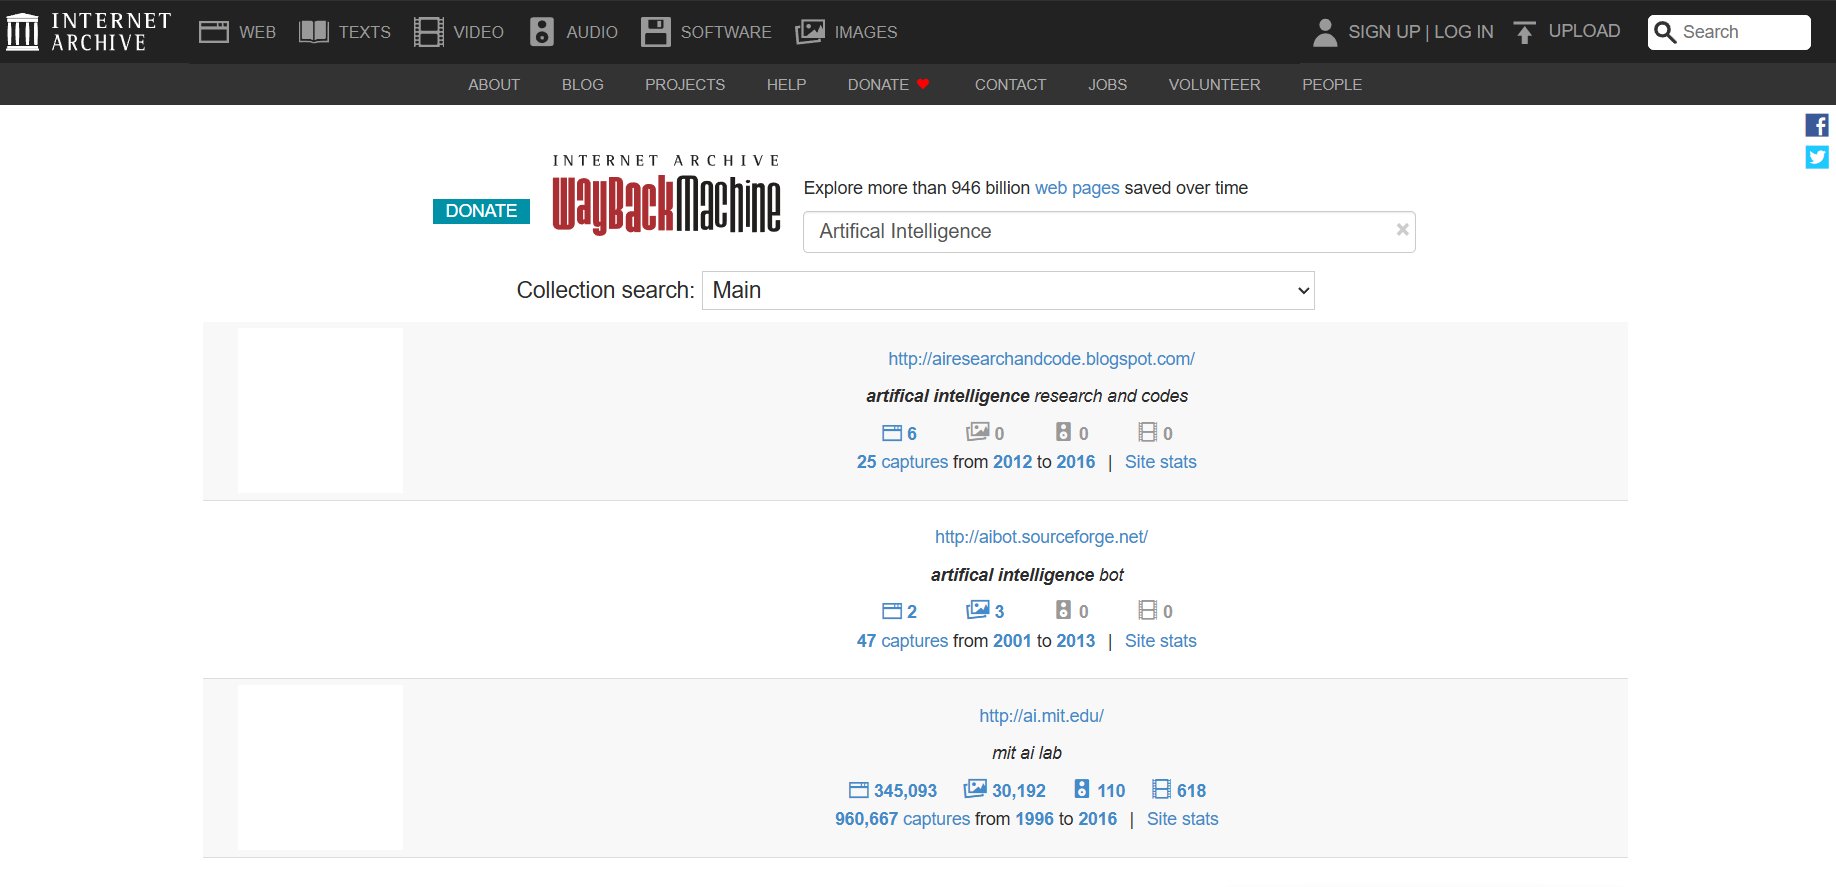 INTERNET ARCHIVE
WEB TEXTS VIDEO AUDIO SOFTWARE IMAGES SIGN UP | LOG IN UPLOAD Search
ABOUT BLOG PROJECTS HELP DONATE CONTACT JOBS VOLUNTEER PEOPLE
INTERNET ARCHIVE
WayBackMachine
DONATE
Explore more than 946 billion web pages saved over time
Artifical Intelligence
Collection search: Main
http://airesearchandcode.blogspot.com/
artifical intelligence research and codes
6 0 0 0
25 captures from 2012 to 2016 | Site stats
http://aibot.sourceforge.net/
artifical intelligence bot
2 3 0 0
47 captures from 2001 to 2013 | Site stats
http://ai.mit.edu/
mit ai lab
345,093 30,192 110 618
960,667 captures from 1996 to 2016 | Site stats